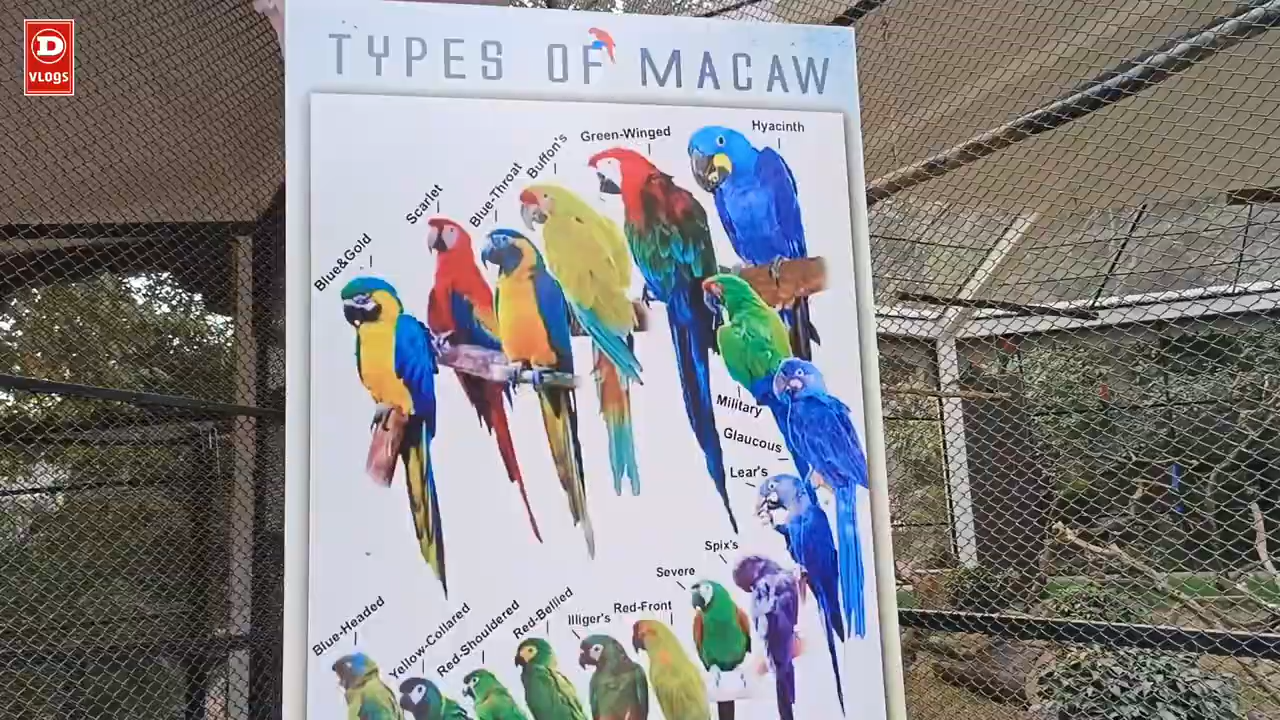 D
VLOGS
TYPES OF MACAW
Hyacinth
Green-Winged
Buffon's
Blue-Throat
Scarlet
Blue&Gold
Military
Glaucous
Lear's
Spix's
Severe
Red-Front
Illiger's
Red-Bellied
Red-Shouldered
Yellow-Collared
Blue-Headed